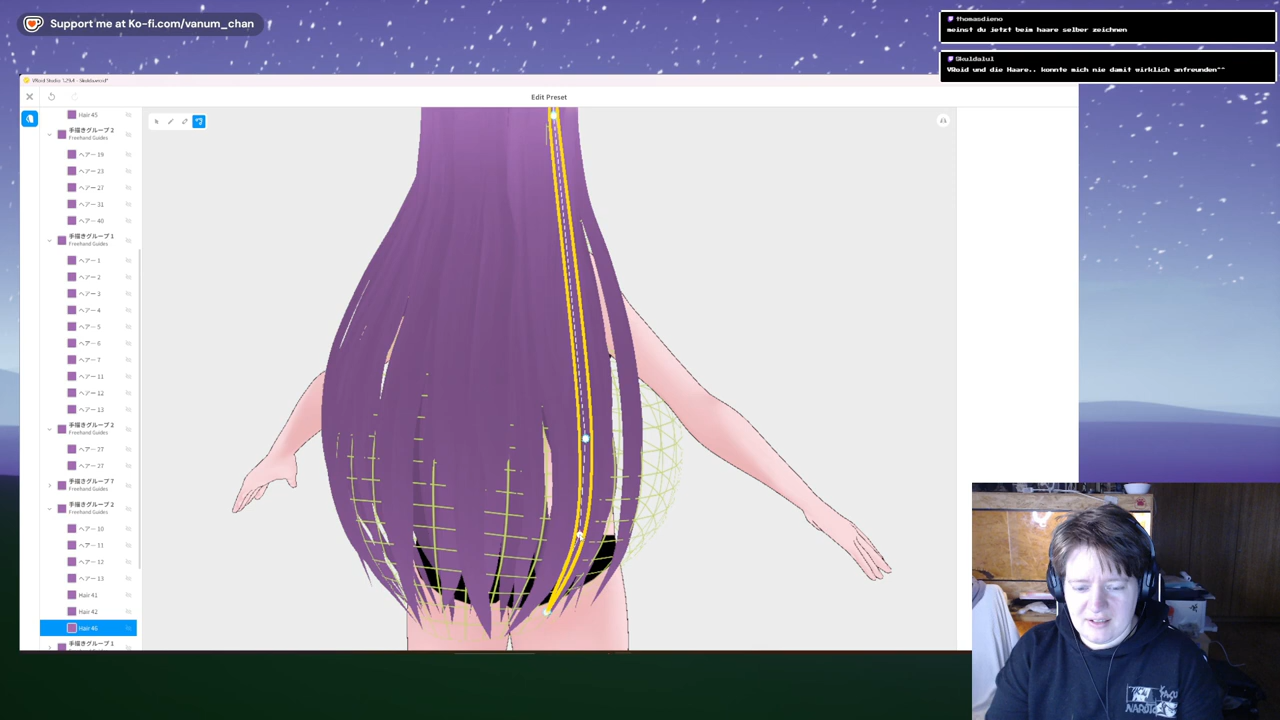 Support me at Ko-fi.com/vanum_chan
thomasdieno
meinst du jetzt beim haare selber zeichnen
Skuldalul
VRoid und die Haare.. konnte mich nie damit wirklich anfreunden^^
Edit Preset
Hair 45
手描きグループ 2
Freehand Guides
ヘアー 19
ヘアー 23
ヘアー 27
ヘアー 31
ヘアー 40
手描きグループ 1
Freehand Guides
ヘアー 1
ヘアー 2
ヘアー 3
ヘアー 4
ヘアー 5
ヘアー 6
ヘアー 7
ヘアー 11
ヘアー 12
ヘアー 13
手描きグループ 2
Freehand Guides
ヘアー 27
ヘアー 27
手描きグループ 7
Freehand Guides
手描きグループ 2
Freehand Guides
ヘアー 10
ヘアー 11
ヘアー 12
ヘアー 13
Hair 41
Hair 42
Hair 46
手描きグループ 1
NARUTO